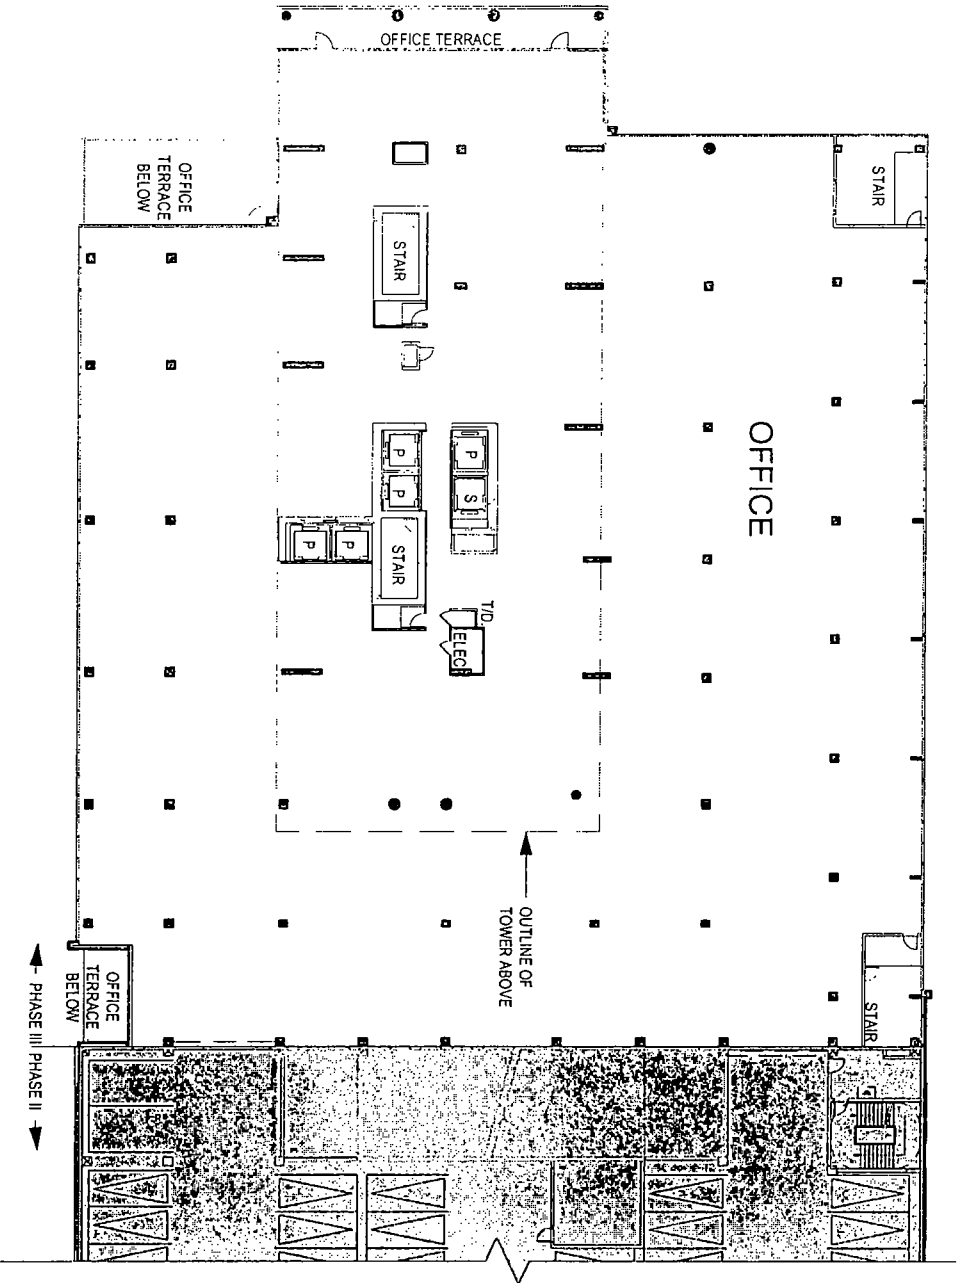 OFFICE TERRACE
OFFICE
TERRACE
BELOW
STAIR
STAIR
OFFICE
P
P
P
S
P
P
STAIR
T/D
ELEC
OUTLINE OF
TOWER ABOVE
OFFICE
TERRACE
BELOW
STAIR
PHASE III
PHASE II